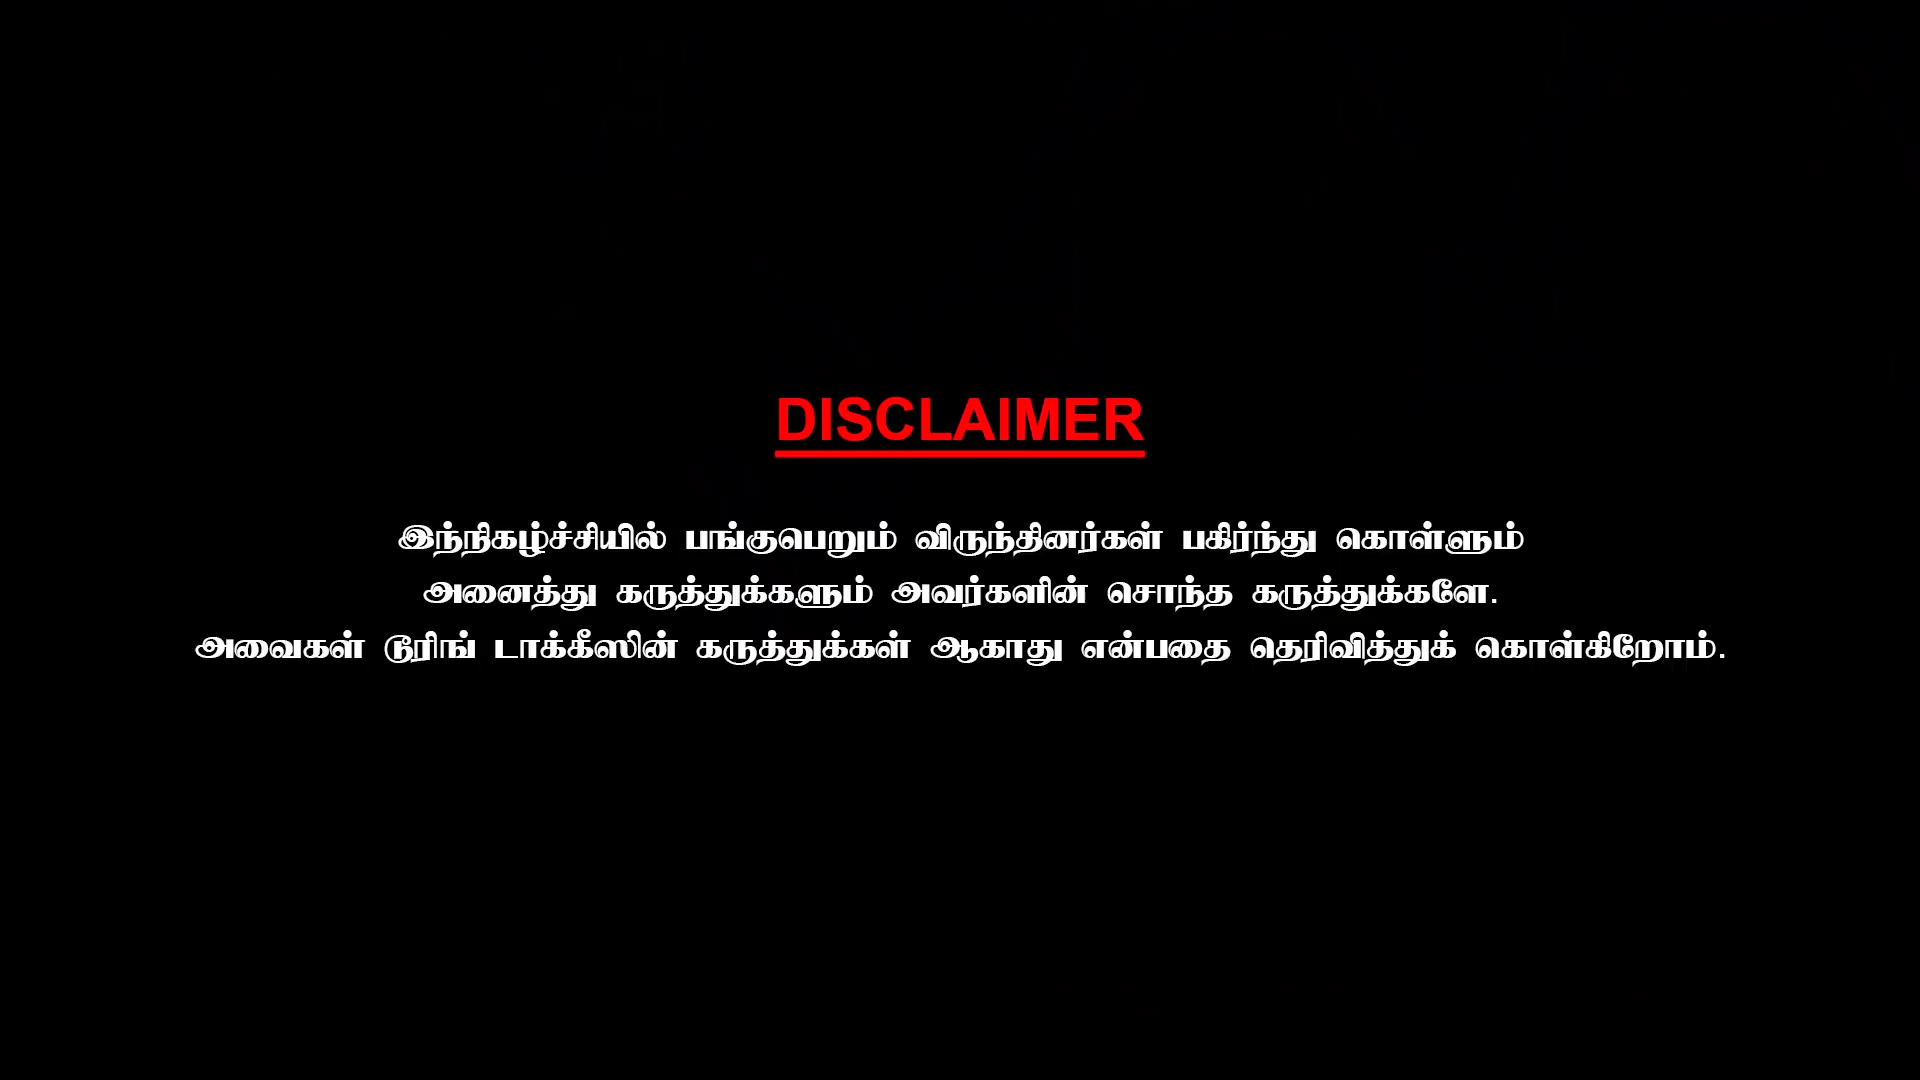 DISCLAIMER
இந்நிகழ்ச்சியில் பங்குபெறும் விருந்தினர்கள் பகிர்ந்து கொள்ளும்
அனைத்து கருத்துக்களும் அவர்களின் சொந்த கருத்துக்களே.
அவைகள் டூரிங் டாக்கீஸின் கருத்துக்கள் ஆகாது என்பதை தெரிவித்துக் கொள்கிறோம்.